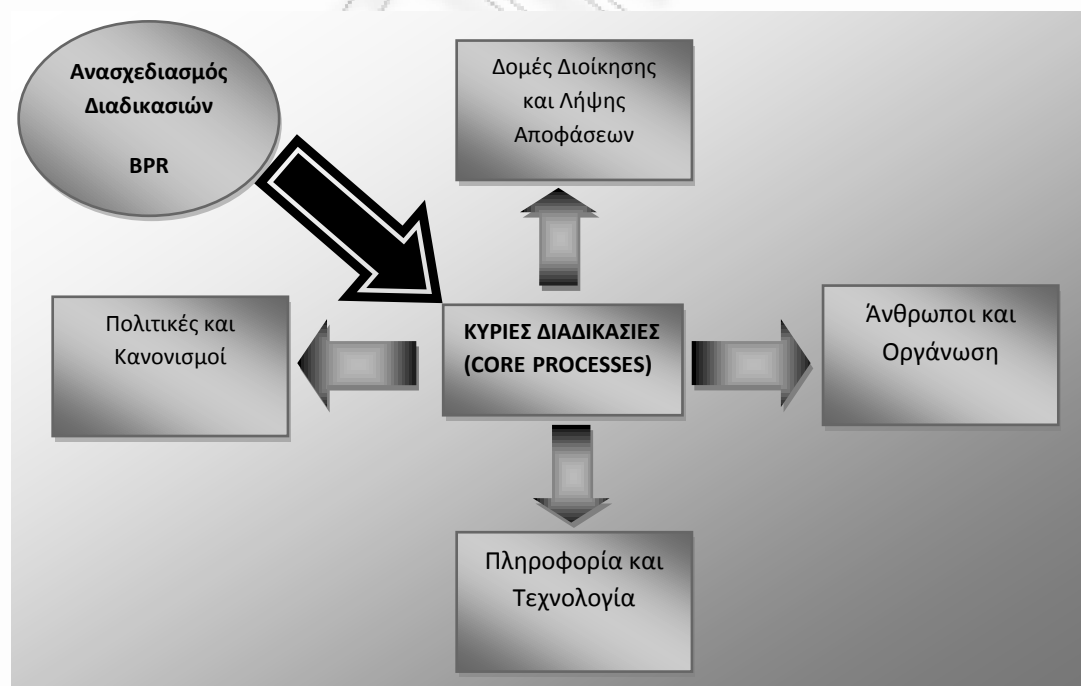 Ανασχεδιασμός
Διαδικασιών
BPR
Δομές Διοίκησης
και Λήψης
Αποφάσεων
Πολιτικές και
Κανονισμοί
ΚΥΡΙΕΣ ΔΙΑΔΙΚΑΣΙΕΣ
(CORE PROCESSES)
Άνθρωποι και
Οργάνωση
Πληροφορία και
Τεχνολογία